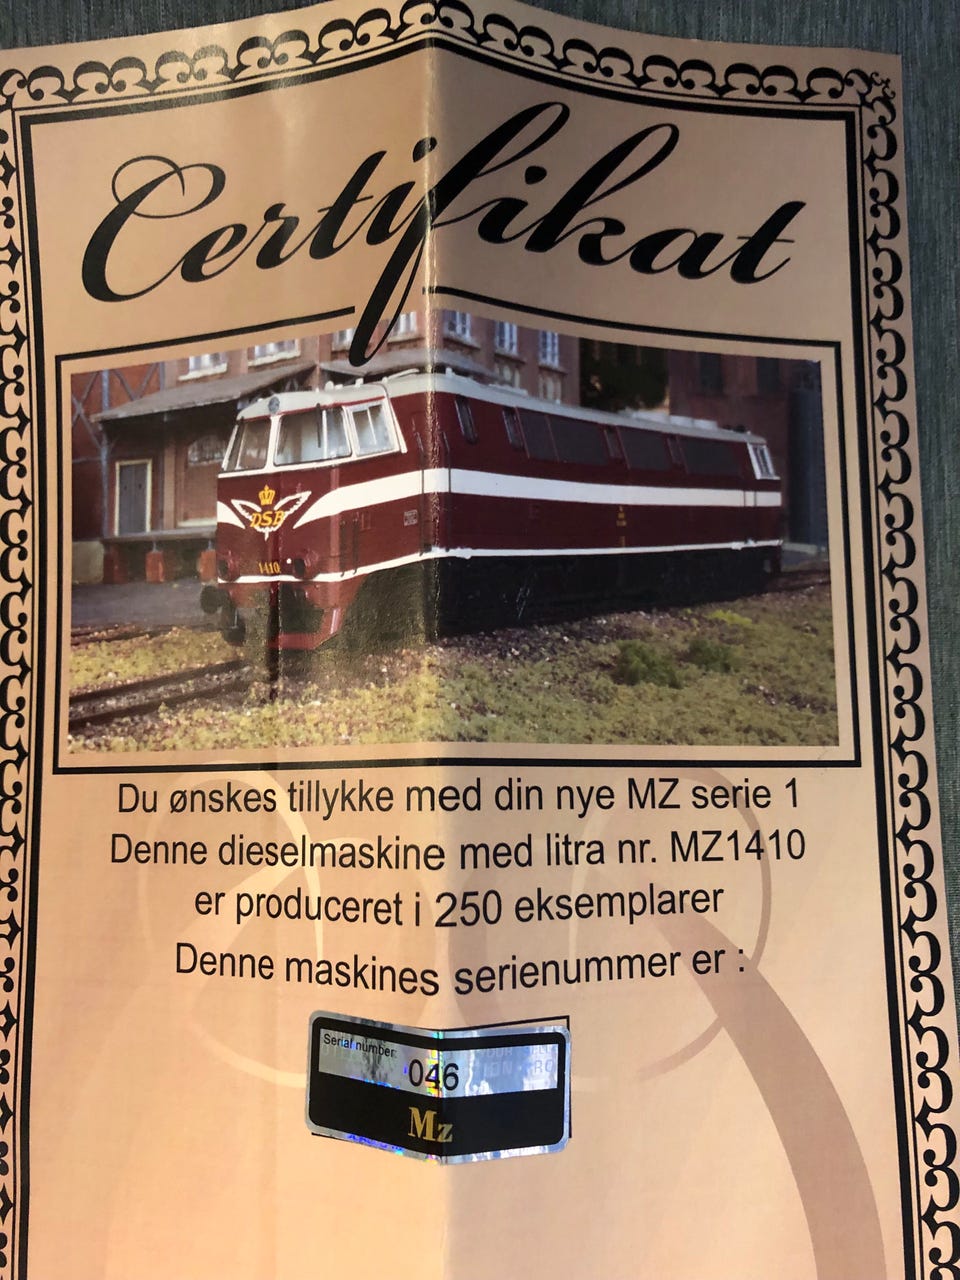 Certifikat
DSB
1410
Du ønskes tillykke med din nye MZ serie 1
Denne dieselmaskine med litra nr. MZ1410
er produceret i 250 eksemplarer
Denne maskines serienummer er :
Serial number:
046
Mz